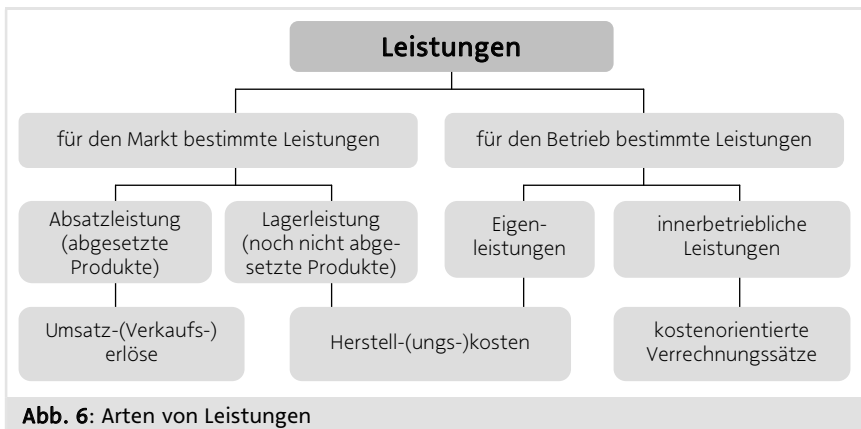 Leistungen
für den Markt bestimmte Leistungen
für den Betrieb bestimmte Leistungen
Absatzleistung
(abgesetzte
Produkte)
Lagerleistung
(noch nicht abge-
setzte Produkte)
Eigen-
leistungen
innerbetriebliche
Leistungen
Umsatz-(Verkaufs-)
erlöse
Herstell-(ungs-)kosten
kostenorientierte
Verrechnungssätze
Abb. 6: Arten von Leistungen